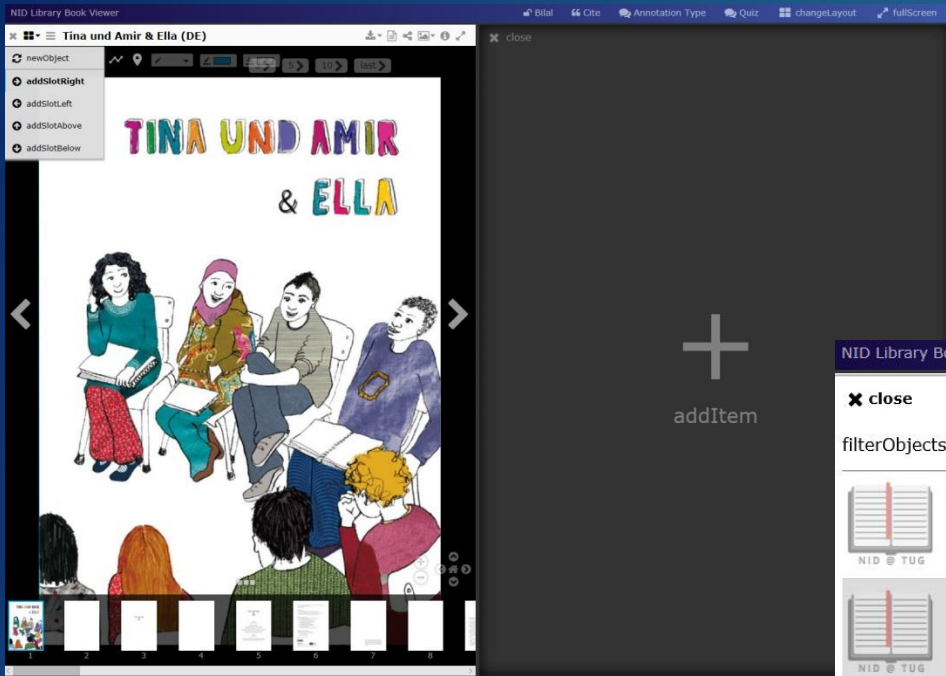 NID Library Book Viewer
Bilal Cite Annotation Type Quiz changeLayout fullScreen
Tina und Amir & Ella (DE)
close
newObject
5 10 last
addSlotRight
addSlotLeft
addSlotAbove
addSlotBelow
TINA UND AMIR
& ELLA
addItem
1 2 3 4 5 6 7 8
NID Library Bo
close
filterObjects
NID @ TUG
NID @ TUG